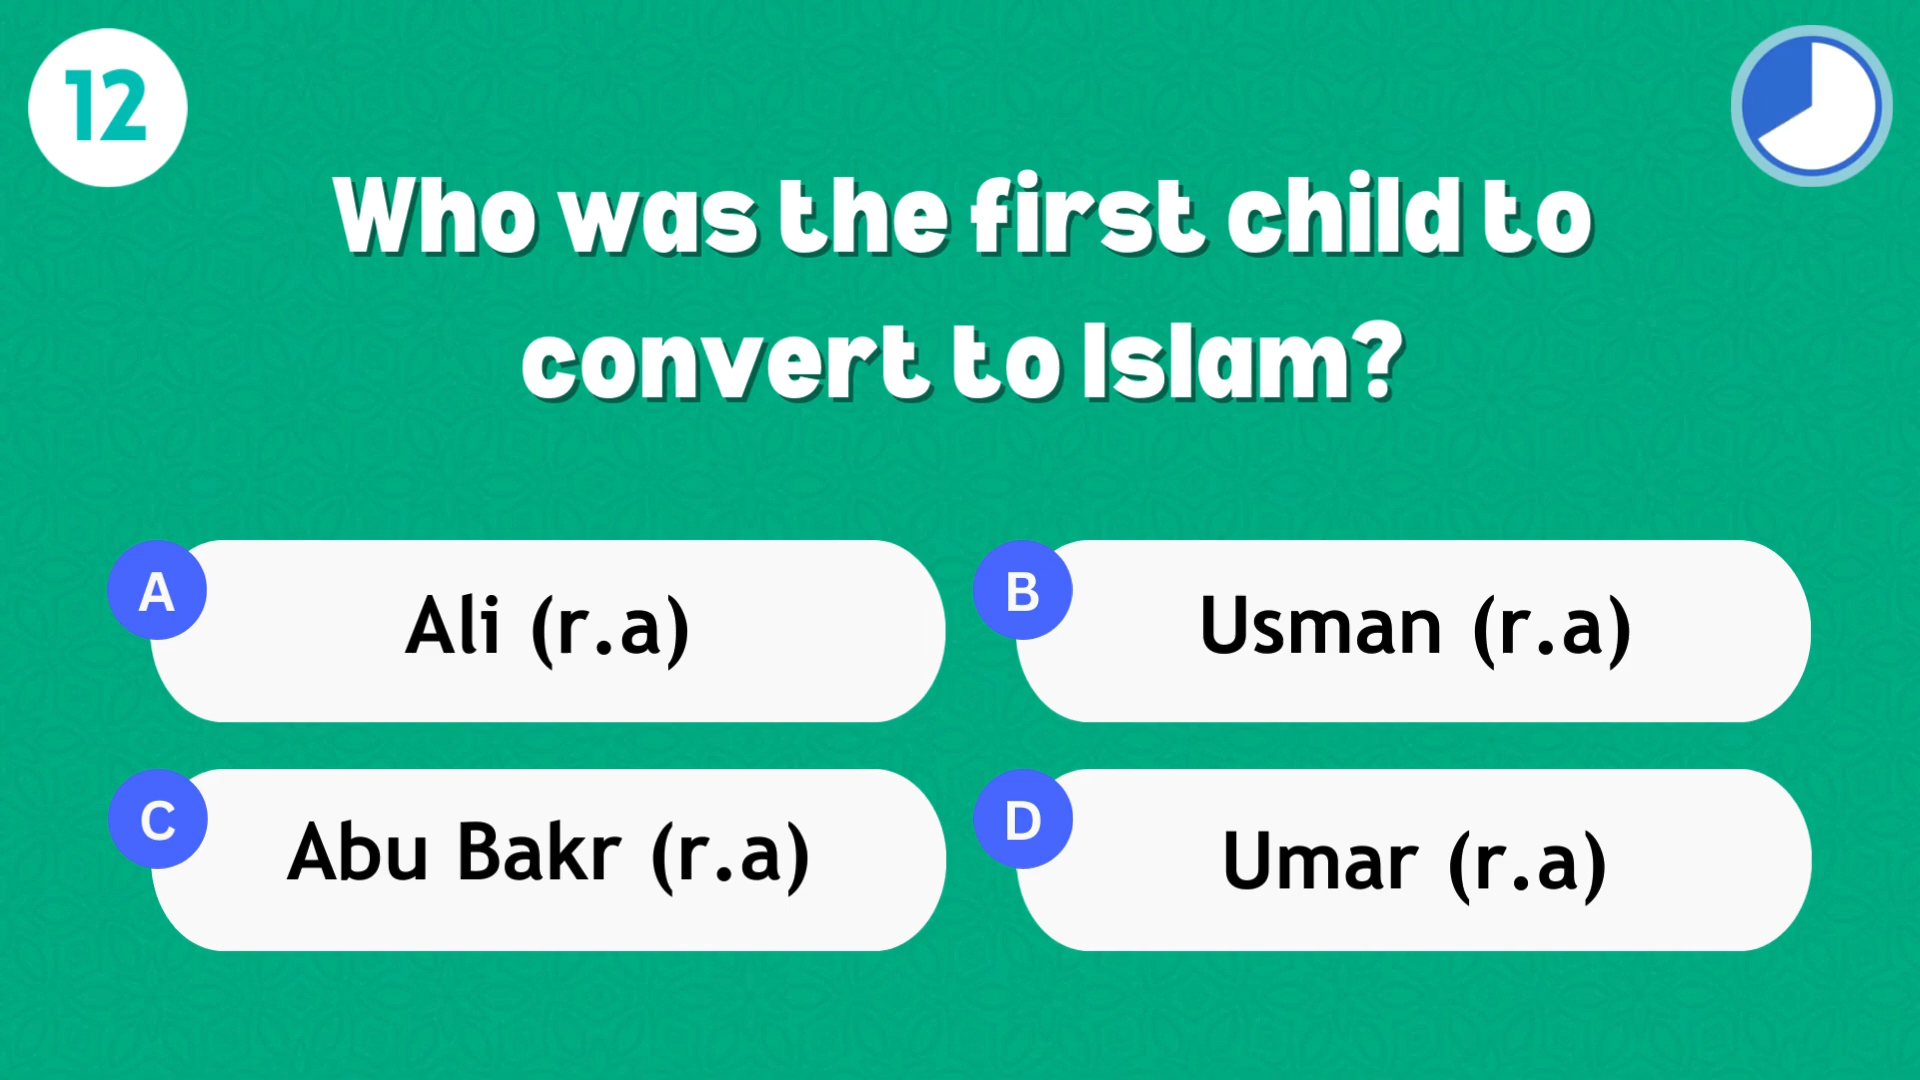 12
Who was the first child to
convert to Islam?
A
Ali (r.a)
B
Usman (r.a)
C
Abu Bakr (r.a)
D
Umar (r.a)